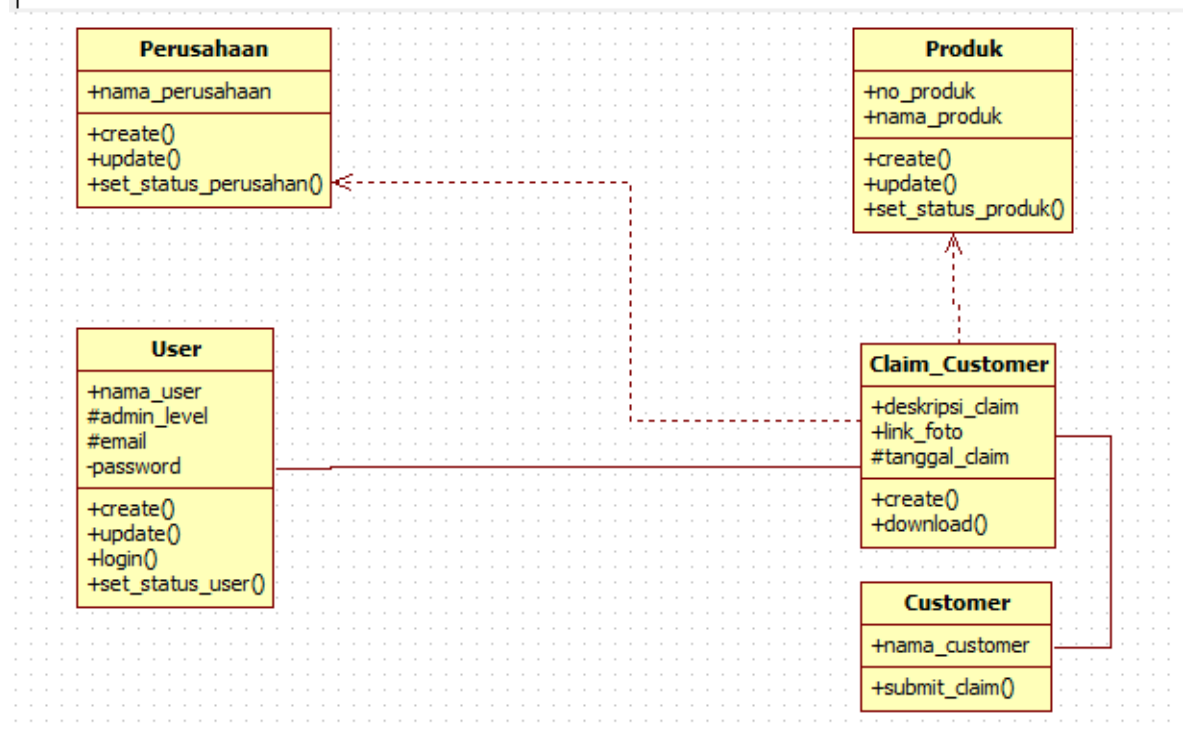 Perusahaan
+nama_perusahaan
+create()
+update()
+set_status_perusahan()
Produk
+no_produk
+nama_produk
+create()
+update()
+set_status_produk()
User
+nama_user
#admin_level
#email
-password
+create()
+update()
+login()
+set_status_user()
Claim_Customer
+deskripsi_claim
+link_foto
#tanggal_claim
+create()
+download()
Customer
+nama_customer
+submit_claim()